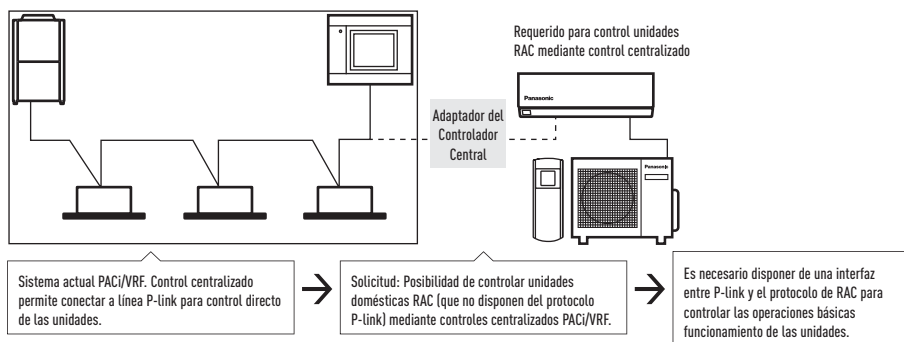 Requerido para control unidades
RAC mediante control centralizado
Panasonic
Adaptador del
Controlador
Central
Panasonic
Sistema actual PACi/VRF. Control centralizado
permite conectar a línea P-link para control directo
de las unidades.
Solicitud: Posibilidad de controlar unidades
domésticas RAC (que no disponen del protocolo
P-link) mediante controles centralizados PACi/VRF.
Es necesario disponer de una interfaz
entre P-link y el protocolo de RAC para
controlar las operaciones básicas
funcionamiento de las unidades.